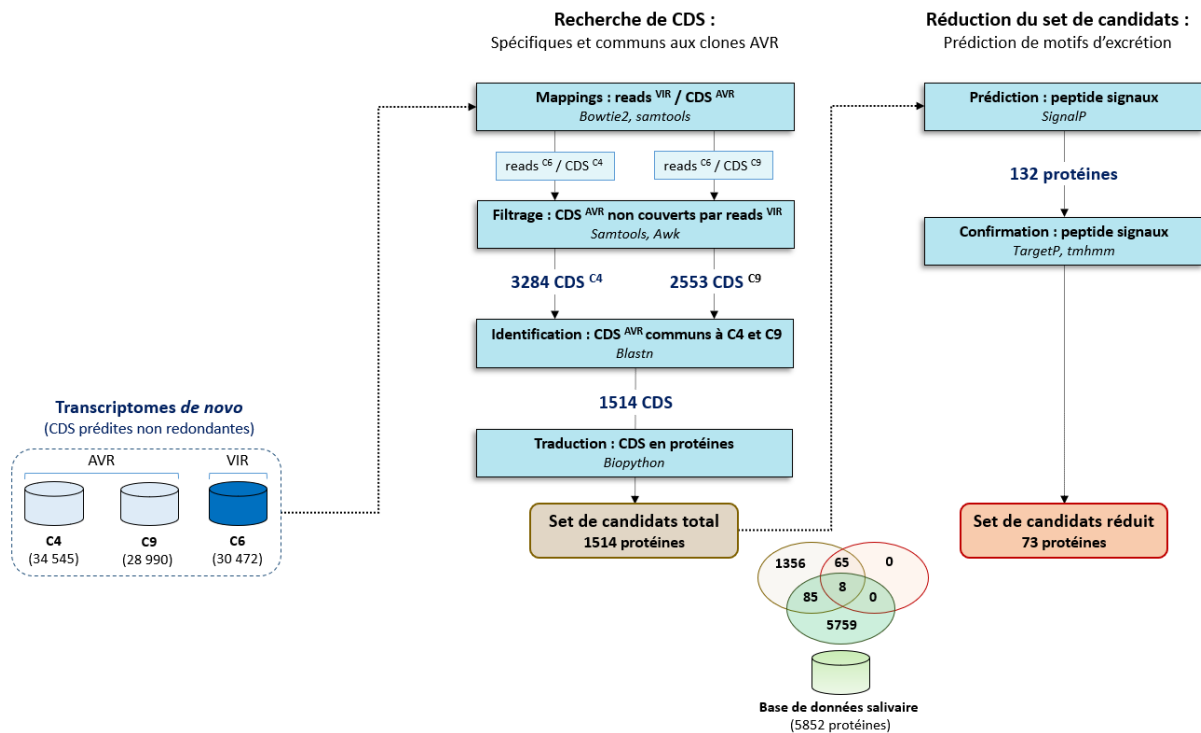 Recherche de CDS :
Spécifiques et communs aux clones AVR
Réduction du set de candidats :
Prédiction de motifs d'excrétion
Mappings : reads VIR / CDS AVR
Bowtie2, samtools
reads C6 / CDS C4
reads C6 / CDS C9
Filtrage : CDS AVR non couverts par reads VIR
Samtools, Awk
3284 CDS C4
2553 CDS C9
Identification : CDS AVR communs à C4 et C9
Blastn
1514 CDS
Traduction : CDS en protéines
Biopython
Set de candidats total
1514 protéines
Prédiction : peptide signaux
SignalP
132 protéines
Confirmation : peptide signaux
TargetP, tmhmm
Set de candidats réduit
73 protéines
Transcriptomes de novo
(CDS prédites non redondantes)
AVR
VIR
C4
(34 545)
C9
(28 990)
C6
(30 472)
1356
65
0
8
85
0
5759
Base de données salivaire
(5852 protéines)